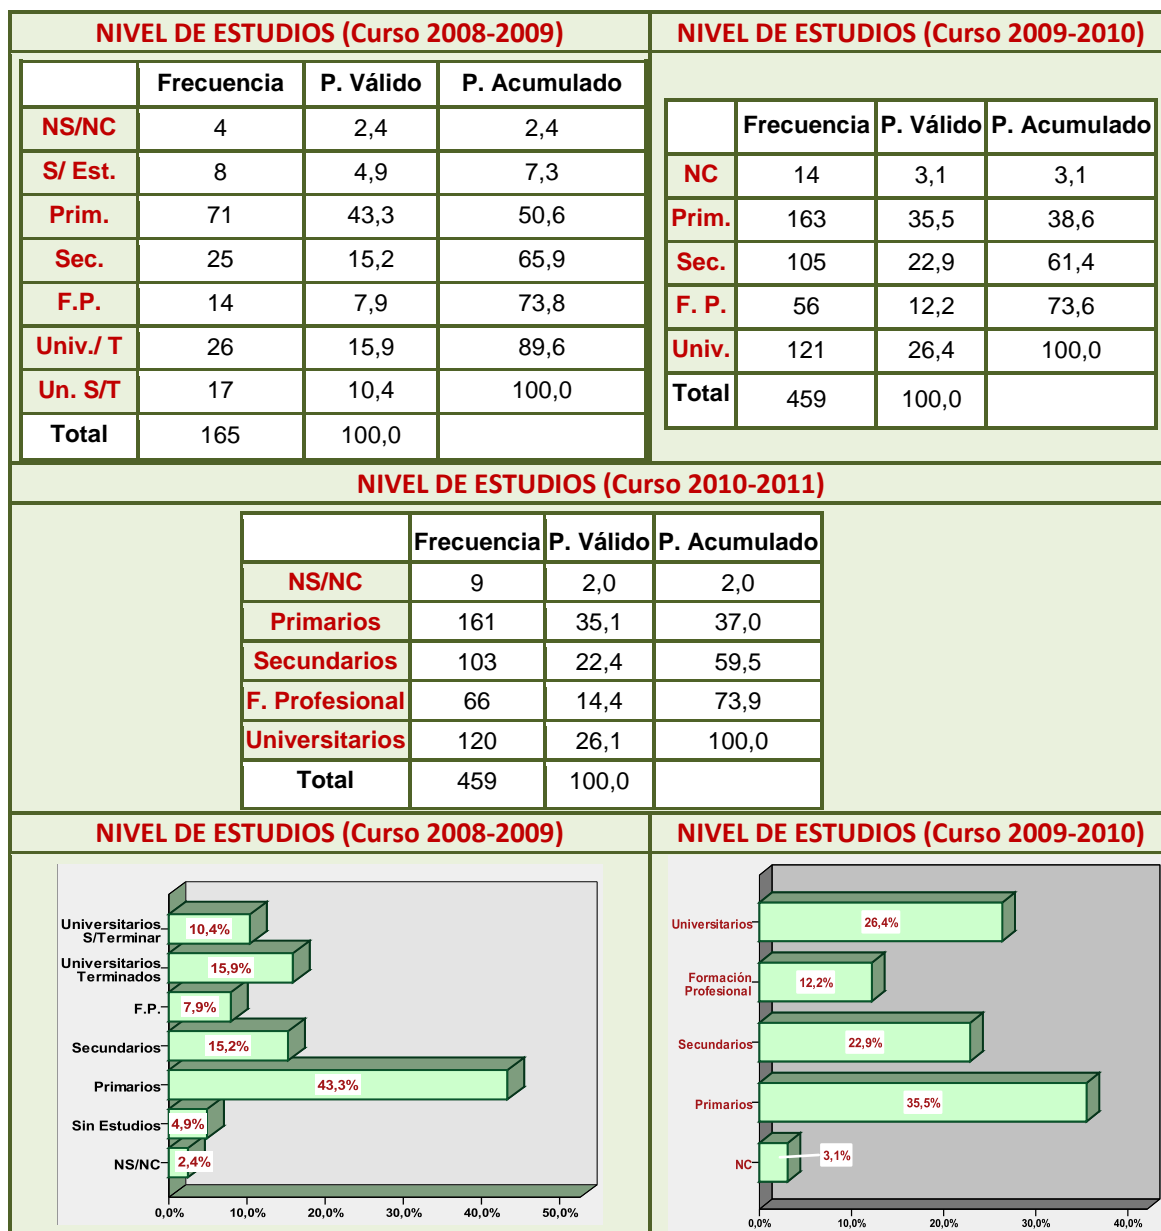 NIVEL DE ESTUDIOS (Curso 2008-2009)
Frecuencia P. Válido P. Acumulado
NS/NC 4 2,4 2,4
S/ Est. 8 4,9 7,3
Prim. 71 43,3 50,6
Sec. 25 15,2 65,9
F.P. 14 7,9 73,8
Univ./ T 26 15,9 89,6
Un. S/T 17 10,4 100,0
Total 165 100,0
NIVEL DE ESTUDIOS (Curso 2009-2010)
Frecuencia P. Válido P. Acumulado
NC 14 3,1 3,1
Prim. 163 35,5 38,6
Sec. 105 22,9 61,4
F. P. 56 12,2 73,6
Univ. 121 26,4 100,0
Total 459 100,0
NIVEL DE ESTUDIOS (Curso 2010-2011)
Frecuencia P. Válido P. Acumulado
NS/NC 9 2,0 2,0
Primarios 161 35,1 37,0
Secundarios 103 22,4 59,5
F. Profesional 66 14,4 73,9
Universitarios 120 26,1 100,0
Total 459 100,0
NIVEL DE ESTUDIOS (Curso 2008-2009)
Universitarios
S/Terminar 10,4%
Universitarios
Terminados 15,9%
F.P. 7,9%
Secundarios 15,2%
Primarios 43,3%
Sin Estudios 4,9%
NS/NC 2,4%
0,0% 10,0% 20,0% 30,0% 40,0% 50,0%
NIVEL DE ESTUDIOS (Curso 2009-2010)
Universitarios 26,4%
Formación
Profesional 12,2%
Secundarios 22,9%
Primarios 35,5%
NC 3,1%
0,0% 10,0% 20,0% 30,0% 40,0%